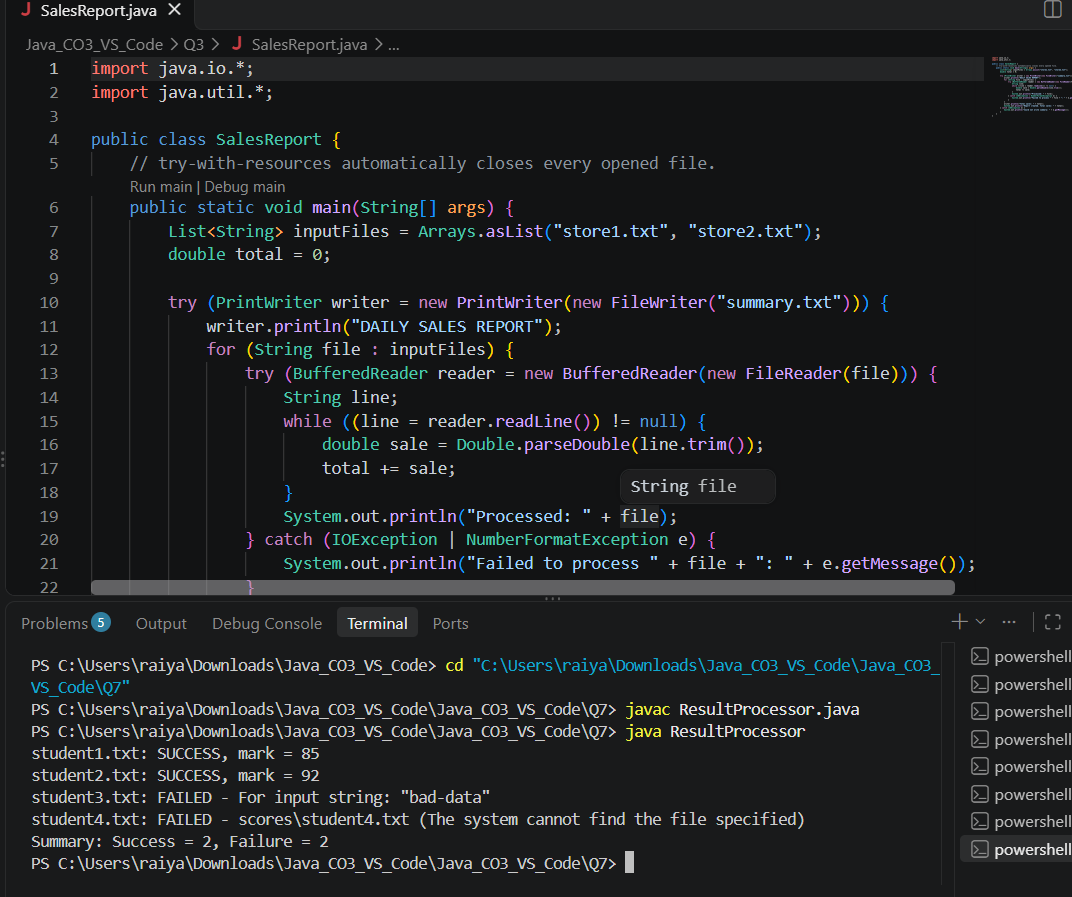 SalesReport.java
Java_CO3_VS_Code > Q3 > SalesReport.java > ...
1 import java.io.*;
2 import java.util.*;
3
4 public class SalesReport {
5 // try-with-resources automatically closes every opened file.
Run main | Debug main
6 public static void main(String[] args) {
7 List<String> inputFiles = Arrays.asList("store1.txt", "store2.txt");
8 double total = 0;
9
10 try (PrintWriter writer = new PrintWriter(new FileWriter("summary.txt"))) {
11 writer.println("DAILY SALES REPORT");
12 for (String file : inputFiles) {
13 try (BufferedReader reader = new BufferedReader(new FileReader(file))) {
14 String line;
15 while ((line = reader.readLine()) != null) {
16 double sale = Double.parseDouble(line.trim());
17 total += sale;
String file
18 }
19 System.out.println("Processed: " + file);
20 } catch (IOException | NumberFormatException e) {
21 System.out.println("Failed to process " + file + ": " + e.getMessage());
22 }
Problems 5 Output Debug Console Terminal Ports
PS C:\Users\raiya\Downloads\Java_CO3_VS_Code> cd "C:\Users\raiya\Downloads\Java_CO3_VS_Code\Java_CO3_
VS_Code\Q7"
PS C:\Users\raiya\Downloads\Java_CO3_VS_Code\Java_CO3_VS_Code\Q7> javac ResultProcessor.java
PS C:\Users\raiya\Downloads\Java_CO3_VS_Code\Java_CO3_VS_Code\Q7> java ResultProcessor
student1.txt: SUCCESS, mark = 85
student2.txt: SUCCESS, mark = 92
student3.txt: FAILED - For input string: "bad-data"
student4.txt: FAILED - scores\student4.txt (The system cannot find the file specified)
Summary: Success = 2, Failure = 2
PS C:\Users\raiya\Downloads\Java_CO3_VS_Code\Java_CO3_VS_Code\Q7>
powershell
powershell
powershell
powershell
powershell
powershell
powershell
powershell